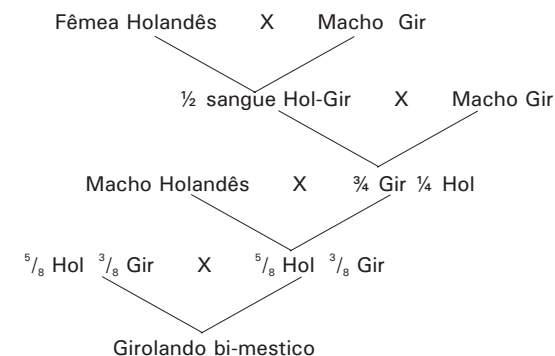 Fêmea Holandês X Macho Gir
½ sangue Hol-Gir X Macho Gir
Macho Holandês X ¾ Gir ¼ Hol
5/8 Hol 3/8 Gir X 5/8 Hol 3/8 Gir
Girolando bi-mestico